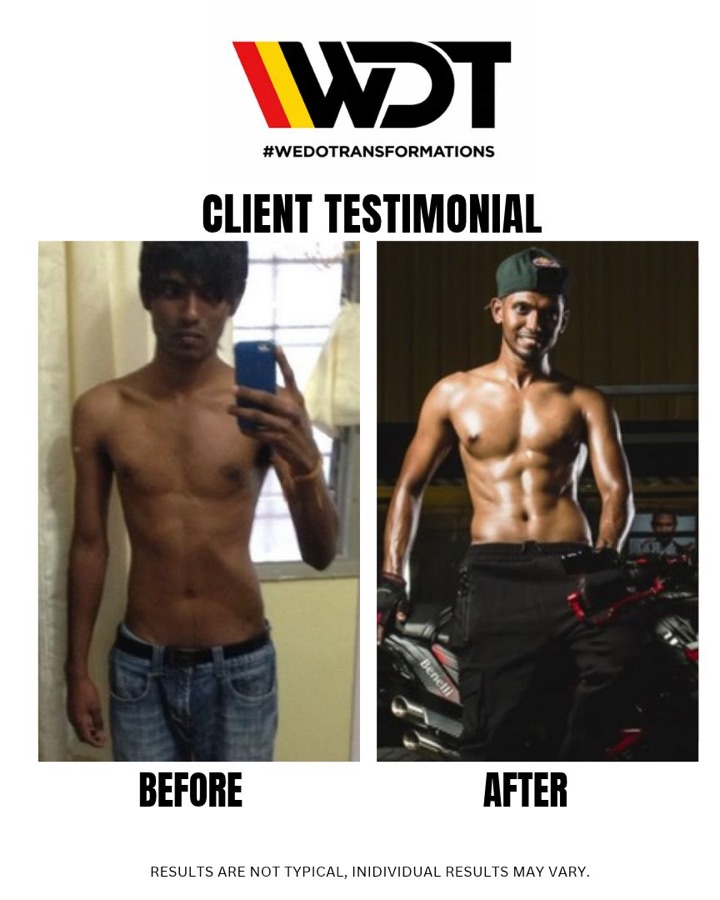 WDT
#WEDOTRANSFORMATIONS
CLIENT TESTIMONIAL
Benelli
BEFORE
AFTER
RESULTS ARE NOT TYPICAL, INIDIVIDUAL RESULTS MAY VARY.